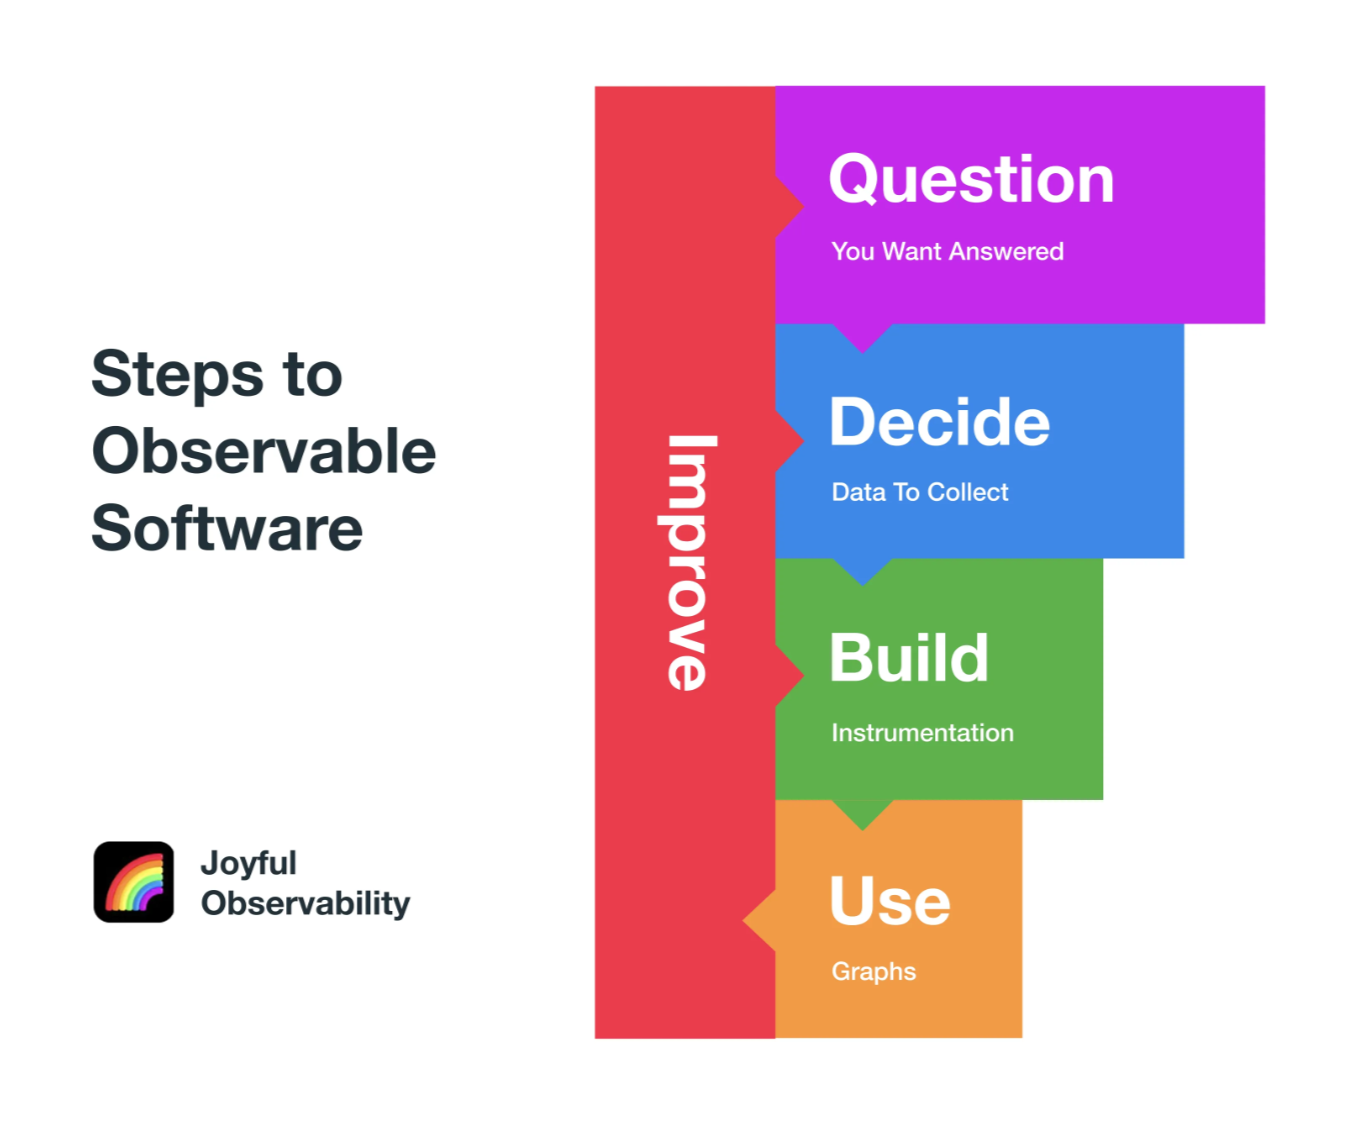 Steps to
Observable
Software
Joyful
Observability
Improve
Question
You Want Answered
Decide
Data To Collect
Build
Instrumentation
Use
Graphs